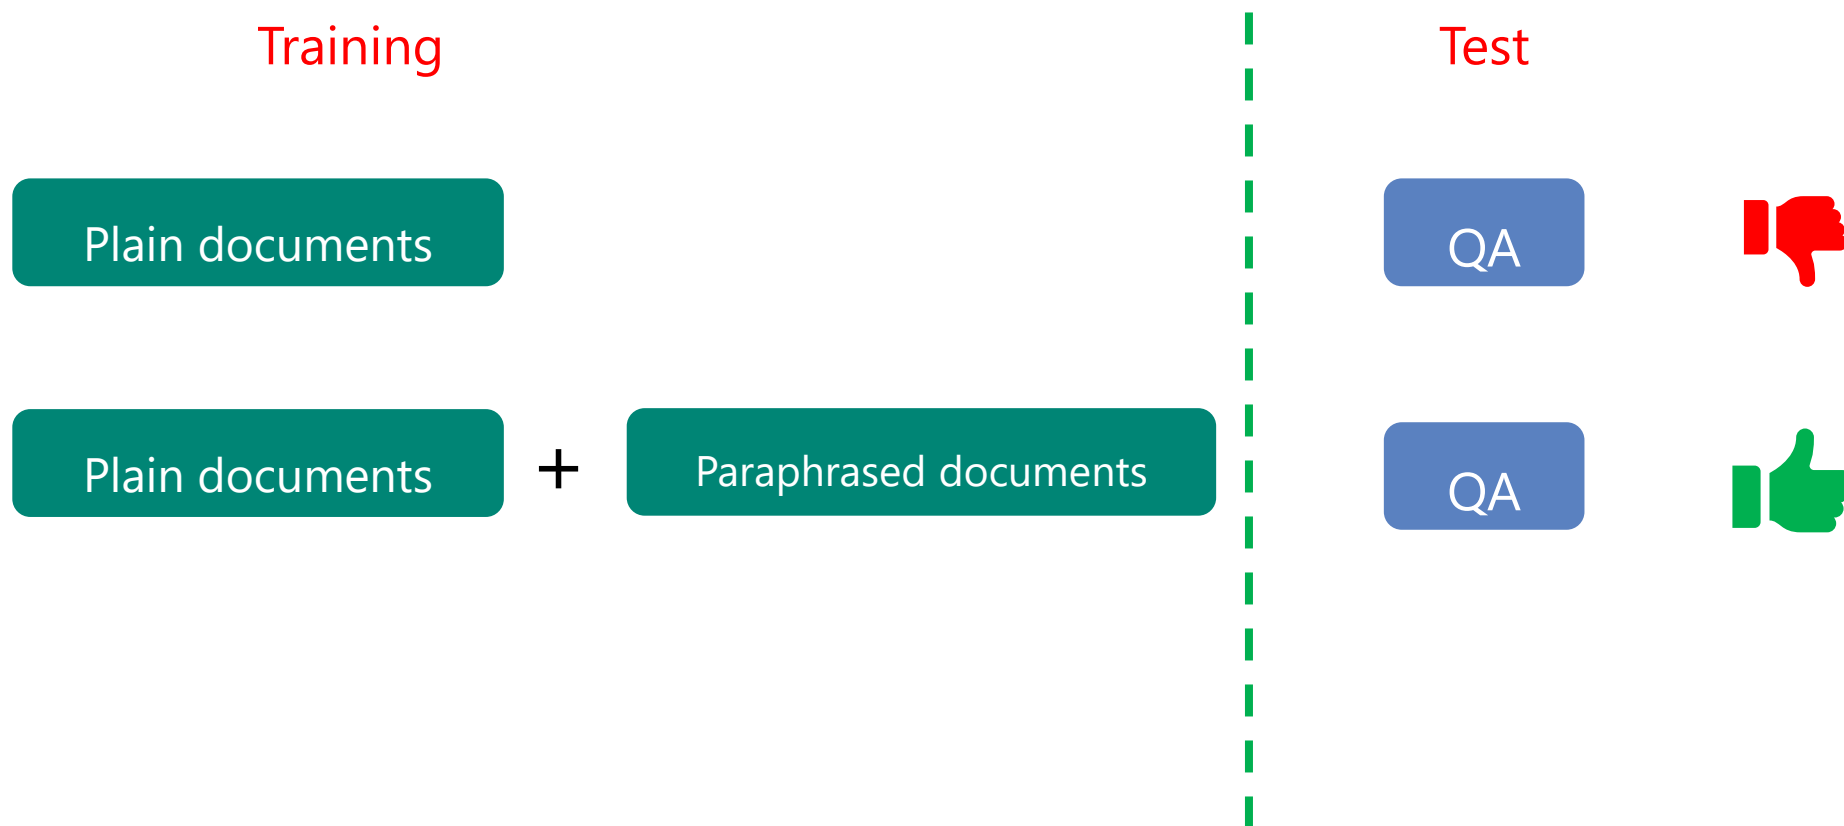 Training
Test
Plain documents
QA
Plain documents
+
Paraphrased documents
QA